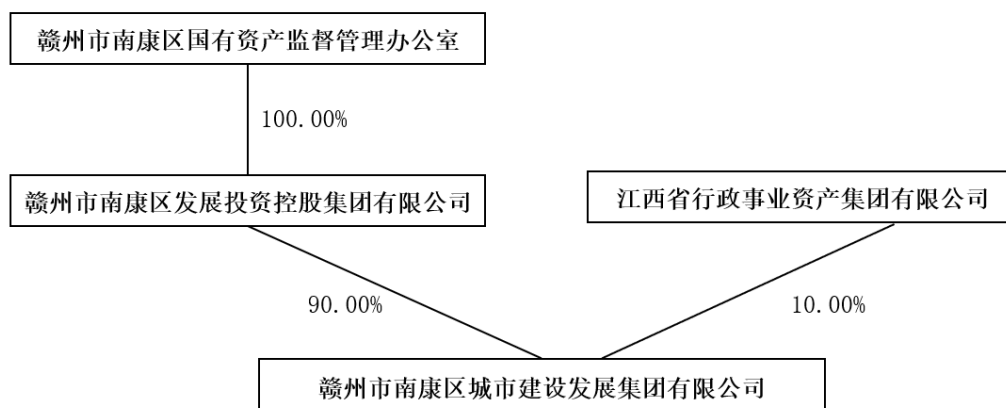 赣州市南康区国有资产监督管理办公室
100.00%
赣州市南康区发展投资控股集团有限公司
江西省行政事业资产集团有限公司
90.00%
10.00%
赣州市南康区城市建设发展集团有限公司